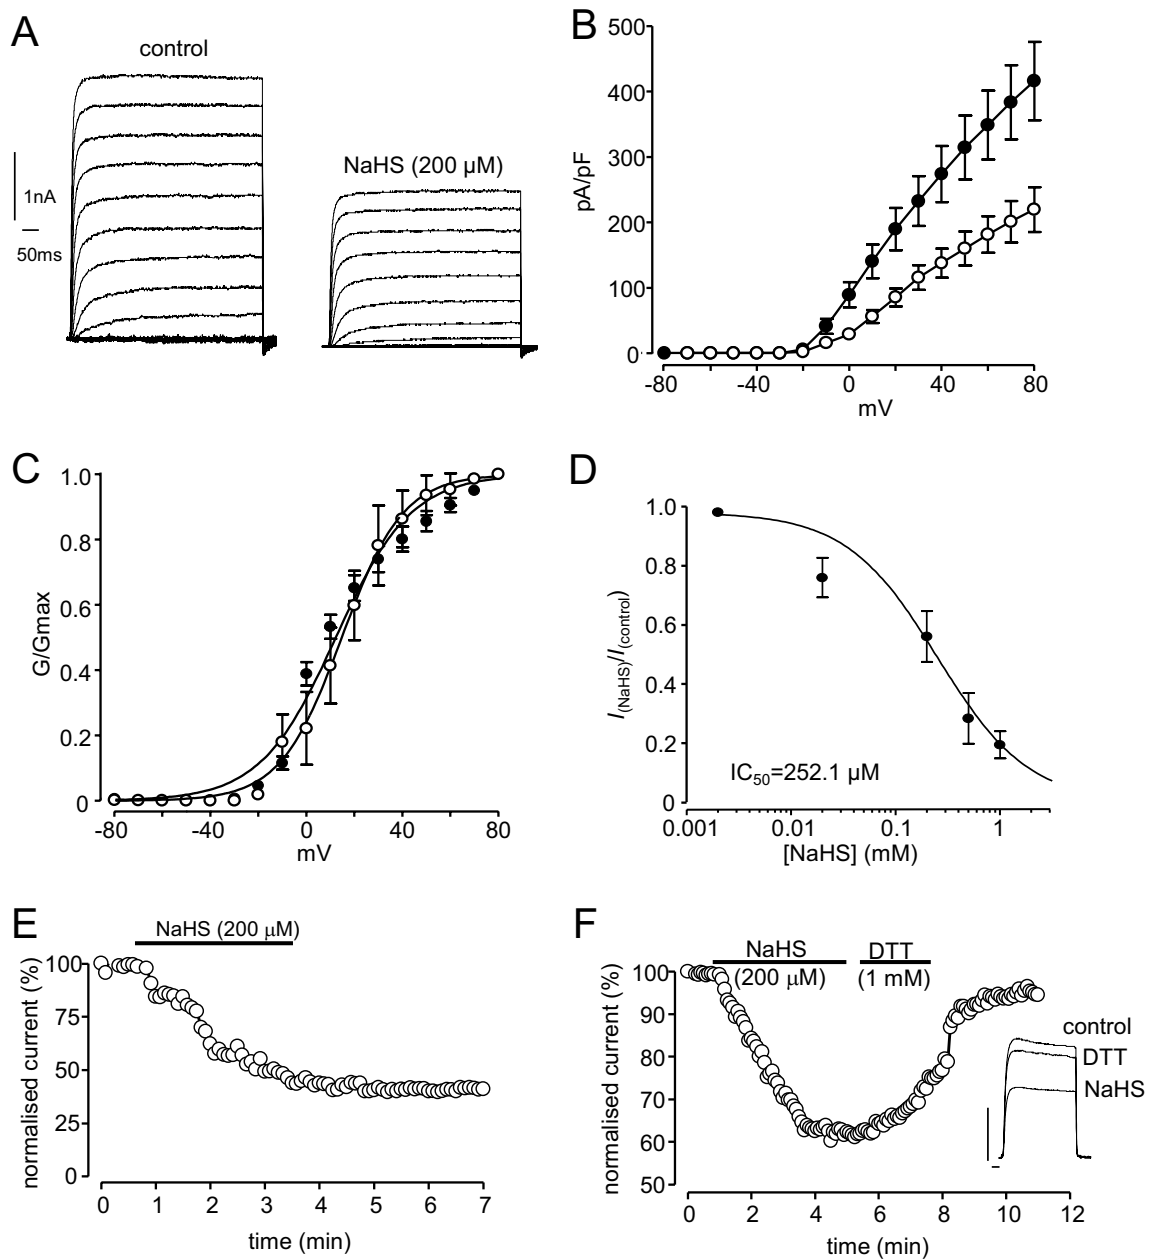 A
control
NaHS (200 µM)
1nA
50ms
B
500
400
300
200
100
0
pA/pF
-80
-40
0
40
80
mV
C
1.0
0.8
0.6
0.4
0.2
0
G/Gmax
-80
-40
0
40
80
mV
D
1.0
0.8
0.6
0.4
0.2
0
I(NaHS)/I(control)
IC50=252.1 µM
0.001
0.01
0.1
1
[NaHS] (mM)
E
NaHS (200 µM)
100
75
50
25
0
normalised current (%)
0
1
2
3
4
5
6
7
time (min)
F
NaHS
(200 µM)
DTT
(1 mM)
100
90
80
70
60
50
normalised current (%)
control
DTT
NaHS
0
2
4
6
8
10
12
time (min)